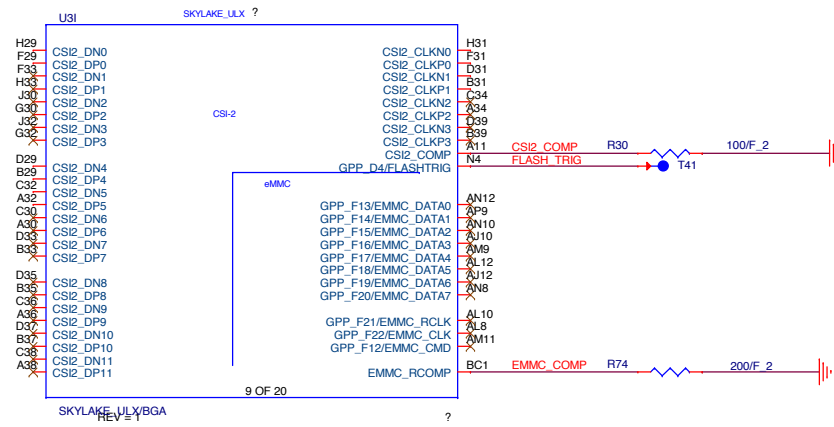 U3I
SKYLAKE_ULX ?
CSI-2
eMMC
H29 CSI2_DN0
F29 CSI2_DP0
F33 CSI2_DN1
H33 CSI2_DP1
J30 CSI2_DN2
G30 CSI2_DP2
J32 CSI2_DN3
G32 CSI2_DP3
D29 CSI2_DN4
B29 CSI2_DP4
C32 CSI2_DN5
A32 CSI2_DP5
C30 CSI2_DN6
A30 CSI2_DP6
D33 CSI2_DN7
B33 CSI2_DP7
D35 CSI2_DN8
B35 CSI2_DP8
C36 CSI2_DN9
A36 CSI2_DP9
D37 CSI2_DN10
B37 CSI2_DP10
C38 CSI2_DN11
A38 CSI2_DP11
CSI2_CLKN0 H31
CSI2_CLKP0 F31
CSI2_CLKN1 D31
CSI2_CLKP1 B31
CSI2_CLKN2 C34
CSI2_CLKP2 A34
CSI2_CLKN3 D39
CSI2_CLKP3 B39
CSI2_COMP A11 CSI2_COMP R30 100/F_2
GPP_D4/FLASHTRIG N4 FLASH_TRIG T41
GPP_F13/EMMC_DATA0 AN12
GPP_F14/EMMC_DATA1 AP9
GPP_F15/EMMC_DATA2 AN10
GPP_F16/EMMC_DATA3 AJ10
GPP_F17/EMMC_DATA4 AM9
GPP_F18/EMMC_DATA5 AL12
GPP_F19/EMMC_DATA6 AJ12
GPP_F20/EMMC_DATA7 AN8
GPP_F21/EMMC_RCLK AL10
GPP_F22/EMMC_CLK AL8
GPP_F12/EMMC_CMD AM11
EMMC_RCOMP BC1 EMMC_COMP R74 200/F_2
9 OF 20
SKYLAKE_ULX/BGA
REV = 1 ?